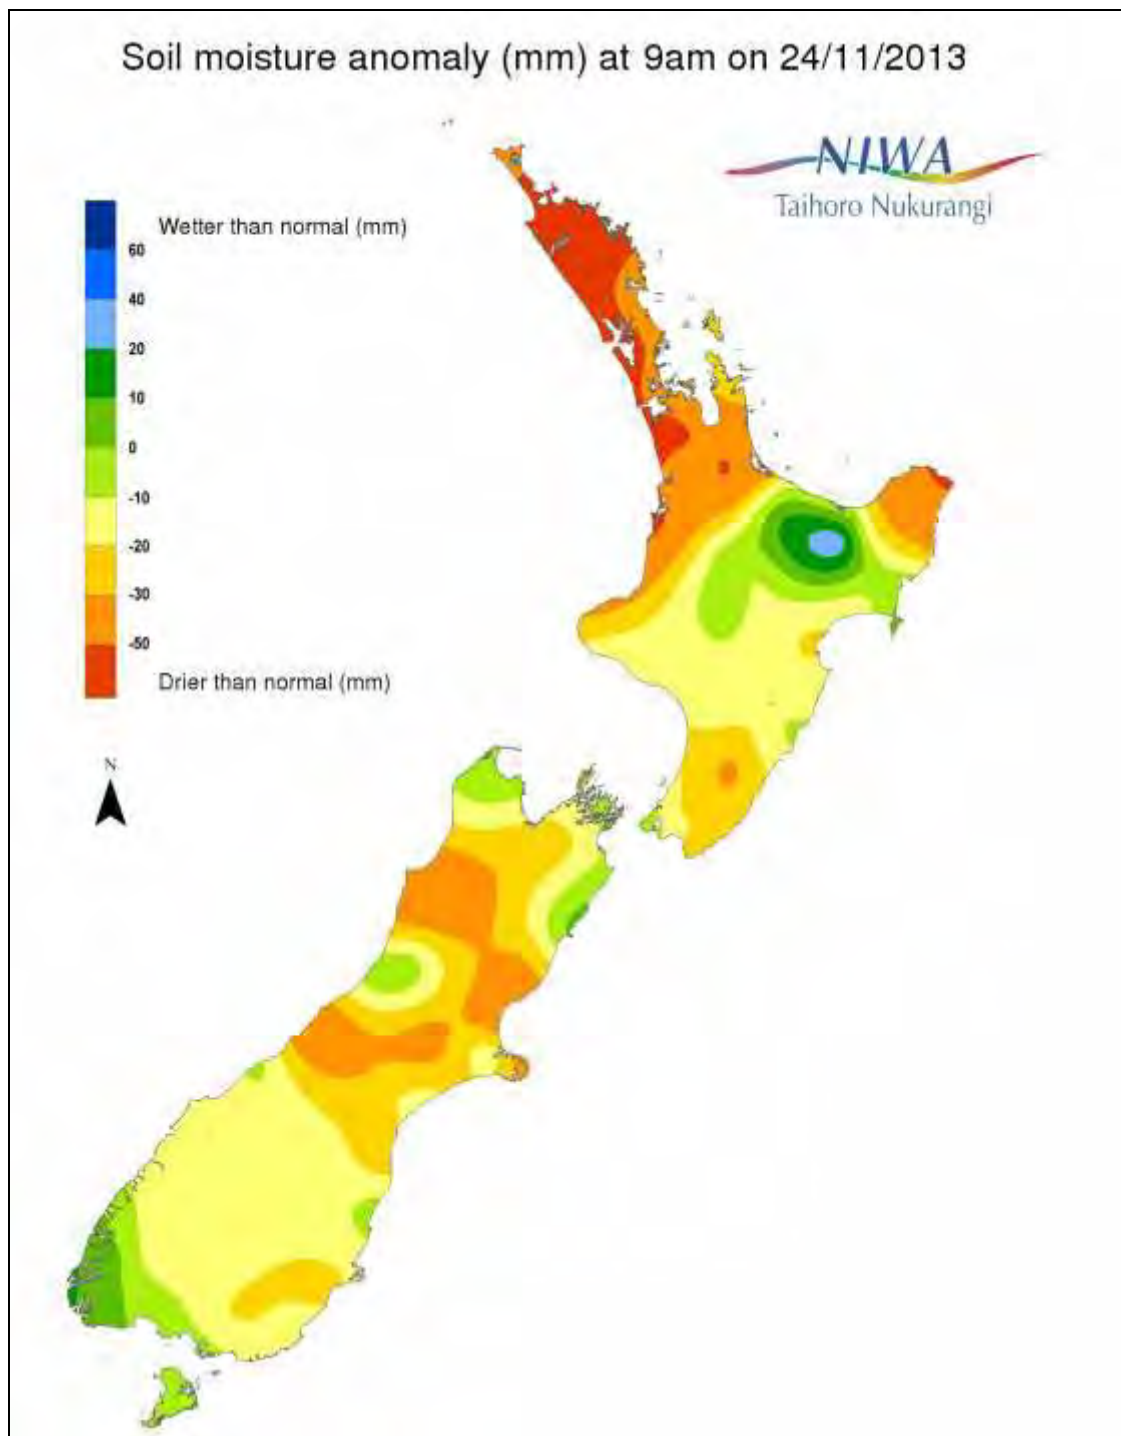 Soil moisture anomaly (mm) at 9am on 24/11/2013
NIWA
Taihoro Nukurangi
Wetter than normal (mm)
60
40
20
10
0
-10
-20
-30
-50
Drier than normal (mm)
N